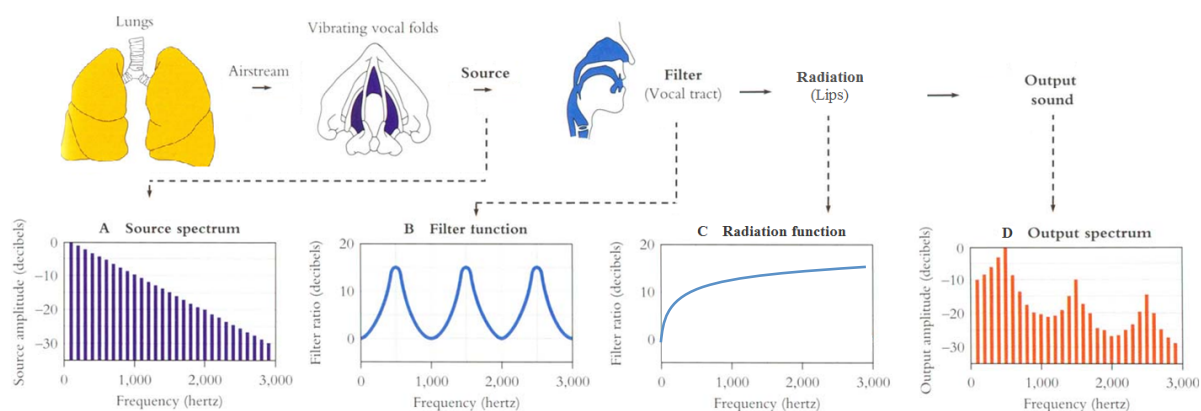 Lungs
Airstream
Vibrating vocal folds
Source
Filter
(Vocal tract)
Radiation
(Lips)
Output
sound
A Source spectrum
Source amplitude (decibels)
0
−10
−20
−30
0 1,000 2,000 3,000
Frequency (hertz)
B Filter function
Filter ratio (decibels)
20
10
0
0 1,000 2,000 3,000
Frequency (hertz)
C Radiation function
Filter ratio (decibels)
20
10
0
0 1,000 2,000 3,000
Frequency (hertz)
D Output spectrum
Output amplitude (decibels)
0
−10
−20
−30
0 1,000 2,000 3,000
Frequency (hertz)